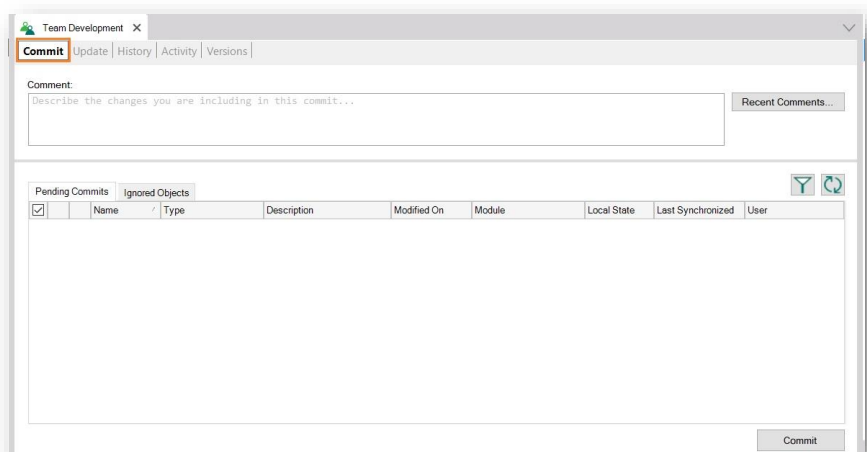 Team Development
Commit Update History Activity Versions
Comment:
Describe the changes you are including in this commit...
Recent Comments...
Pending Commits Ignored Objects
Name Type Description Modified On Module Local State Last Synchronized User
Commit